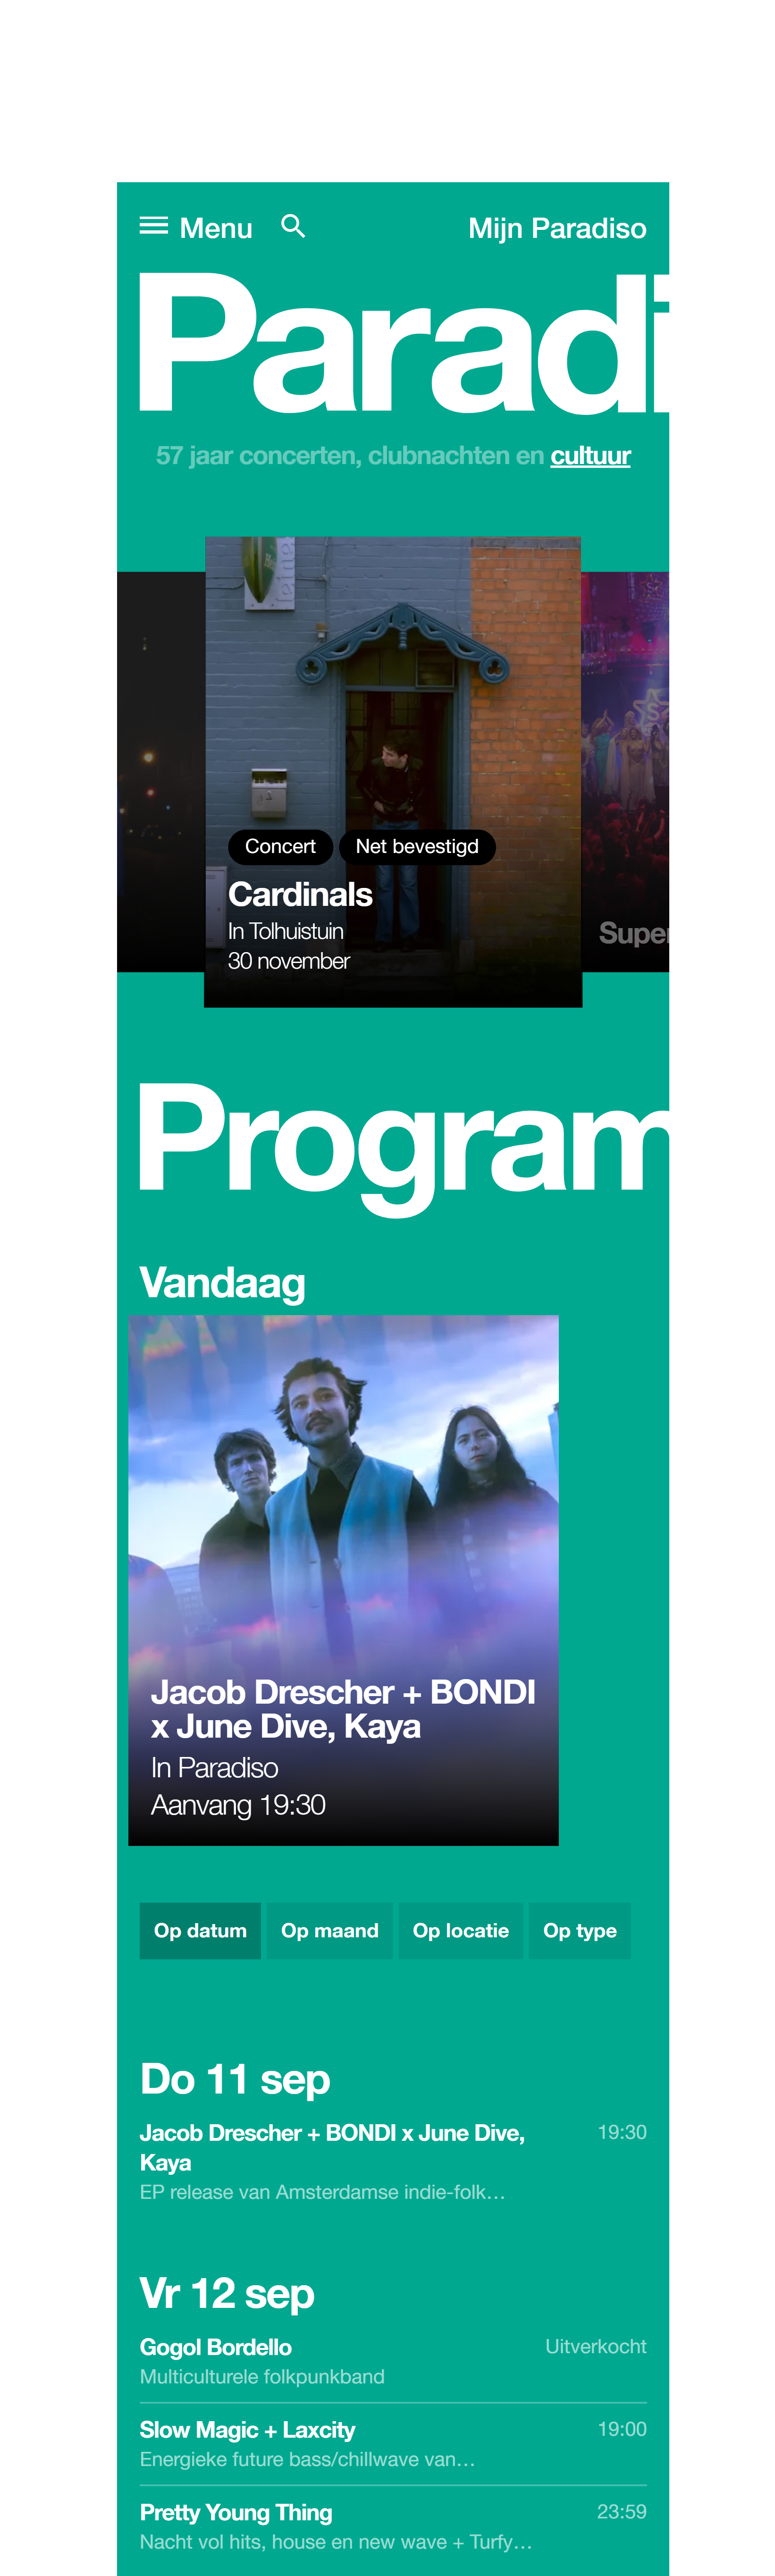 Menu
Mijn Paradiso
Paradi
57 jaar concerten, clubnachten en cultuur
Concert
Net bevestigd
Cardinals
In Tolhuistuin
30 november
Super
Program
Vandaag
Jacob Drescher + BONDI
x June Dive, Kaya
In Paradiso
Aanvang 19:30
Op datum
Op maand
Op locatie
Op type
Do 11 sep
Jacob Drescher + BONDI x June Dive,
Kaya
19:30
EP release van Amsterdamse indie-folk…
Vr 12 sep
Gogol Bordello
Uitverkocht
Multiculturele folkpunkband
Slow Magic + Laxcity
19:00
Energieke future bass/chillwave van…
Pretty Young Thing
23:59
Nacht vol hits, house en new wave + Turfy…